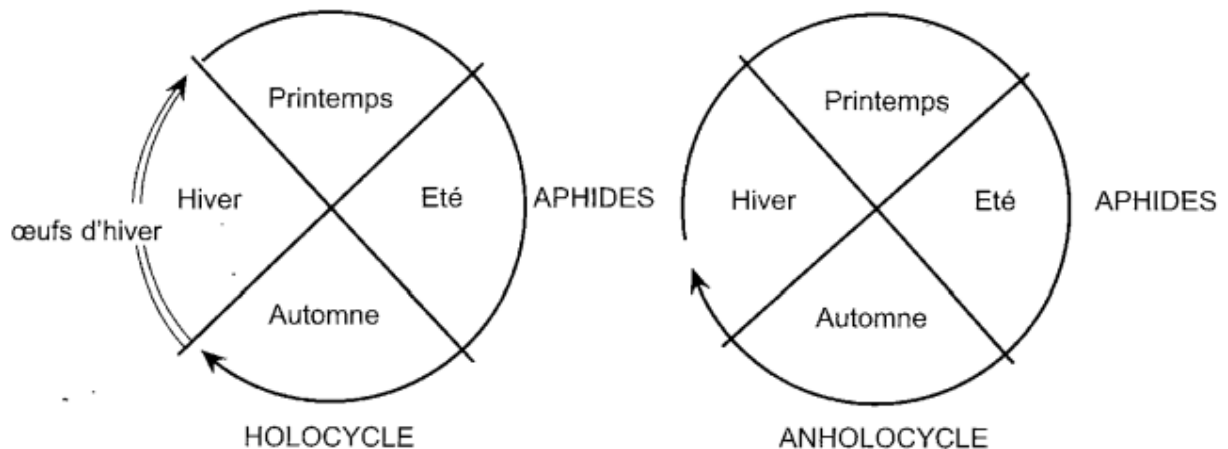 Printemps
Hiver
Eté
APHIDES
œufs d'hiver
Automne
HOLOCYCLE
Printemps
Hiver
Eté
APHIDES
Automne
ANHOLOCYCLE